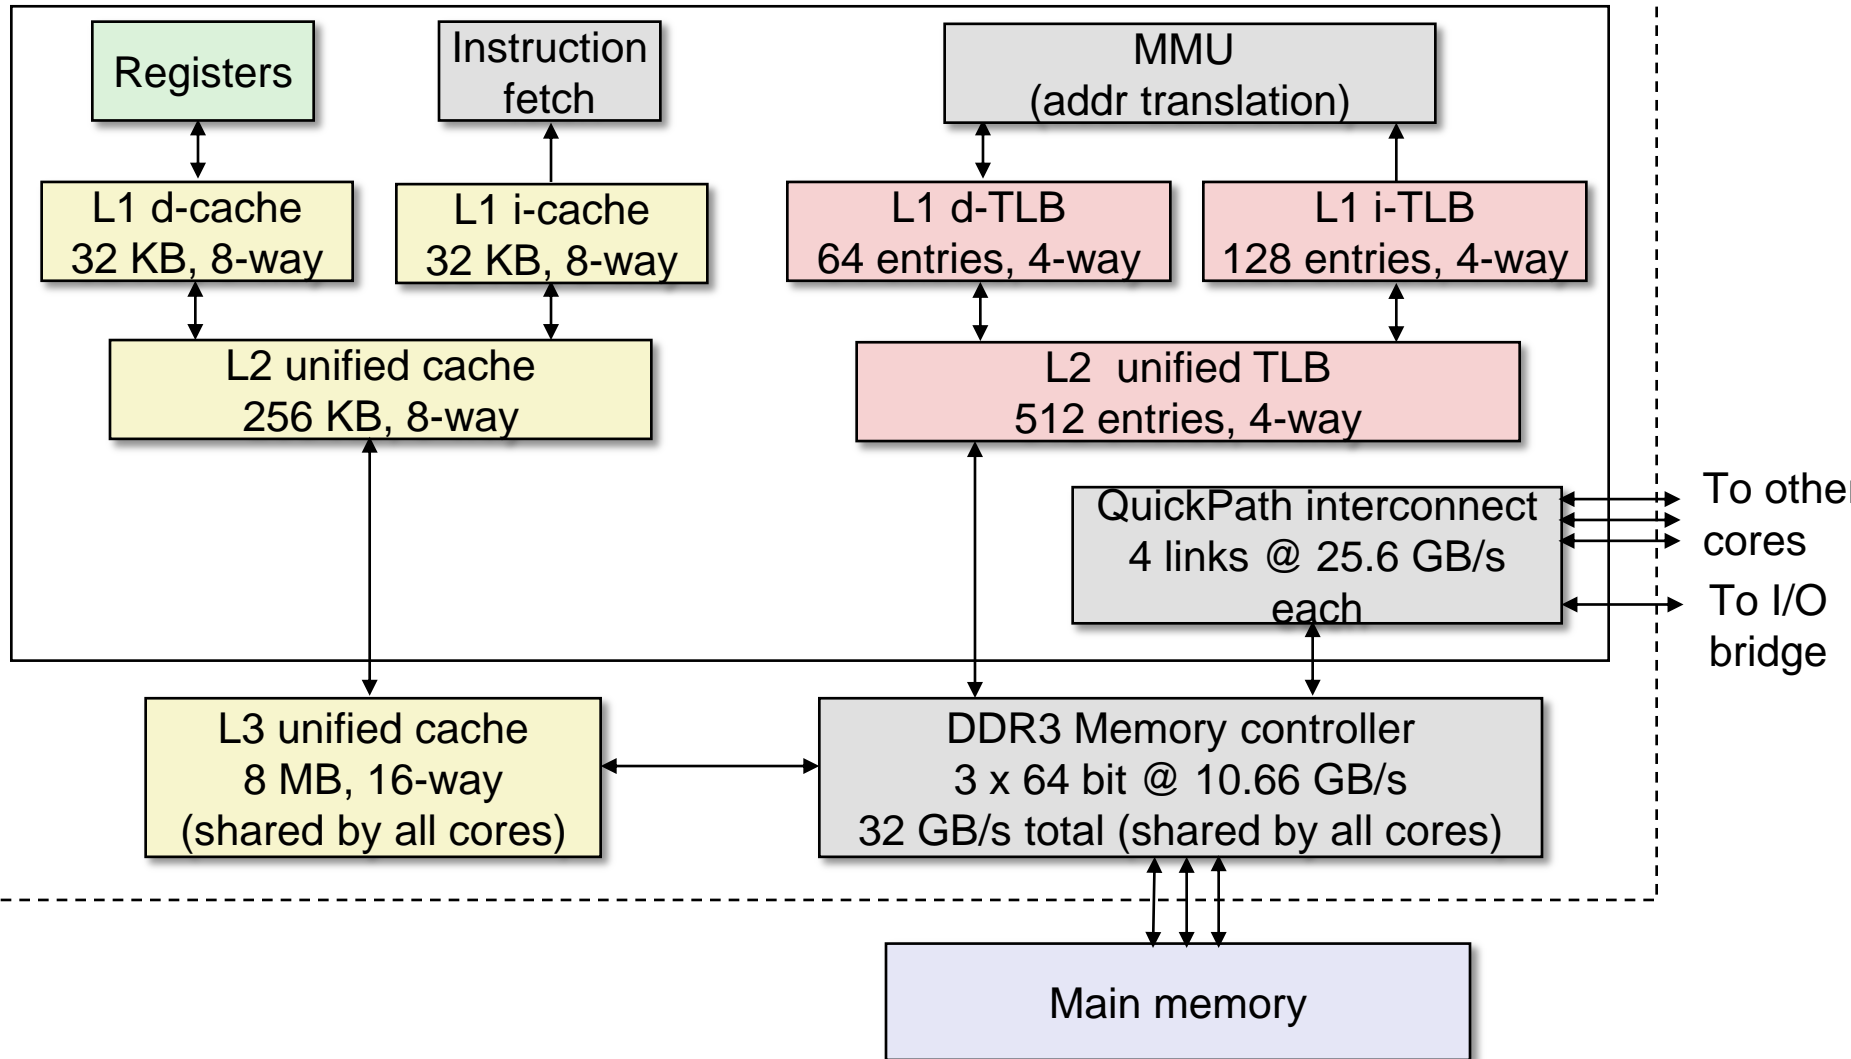 Registers
Instruction
fetch
MMU
(addr translation)
L1 d-cache
32 KB, 8-way
L1 i-cache
32 KB, 8-way
L1 d-TLB
64 entries, 4-way
L1 i-TLB
128 entries, 4-way
L2 unified cache
256 KB, 8-way
L2 unified TLB
512 entries, 4-way
QuickPath interconnect
4 links @ 25.6 GB/s
each
To other
cores
To I/O
bridge
L3 unified cache
8 MB, 16-way
(shared by all cores)
DDR3 Memory controller
3 x 64 bit @ 10.66 GB/s
32 GB/s total (shared by all cores)
Main memory